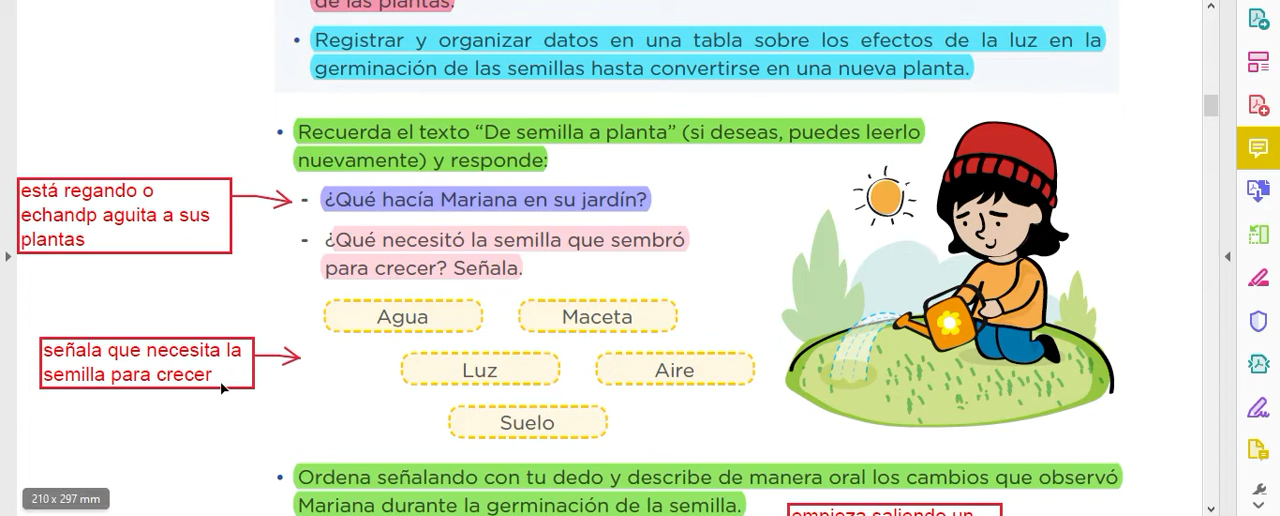 de las plantas.
• Registrar y organizar datos en una tabla sobre los efectos de la luz en la
germinación de las semillas hasta convertirse en una nueva planta.
• Recuerda el texto “De semilla a planta” (si deseas, puedes leerlo
nuevamente) y responde:
está regando o
echandp aguita a sus
plantas
- ¿Qué hacía Mariana en su jardín?
- ¿Qué necesitó la semilla que sembró
para crecer? Señala.
Agua
Maceta
señala que necesita la
semilla para crecer
Luz
Aire
Suelo
• Ordena señalando con tu dedo y describe de manera oral los cambios que observó
Mariana durante la germinación de la semilla.
empieza saliendo un
210 x 297 mm